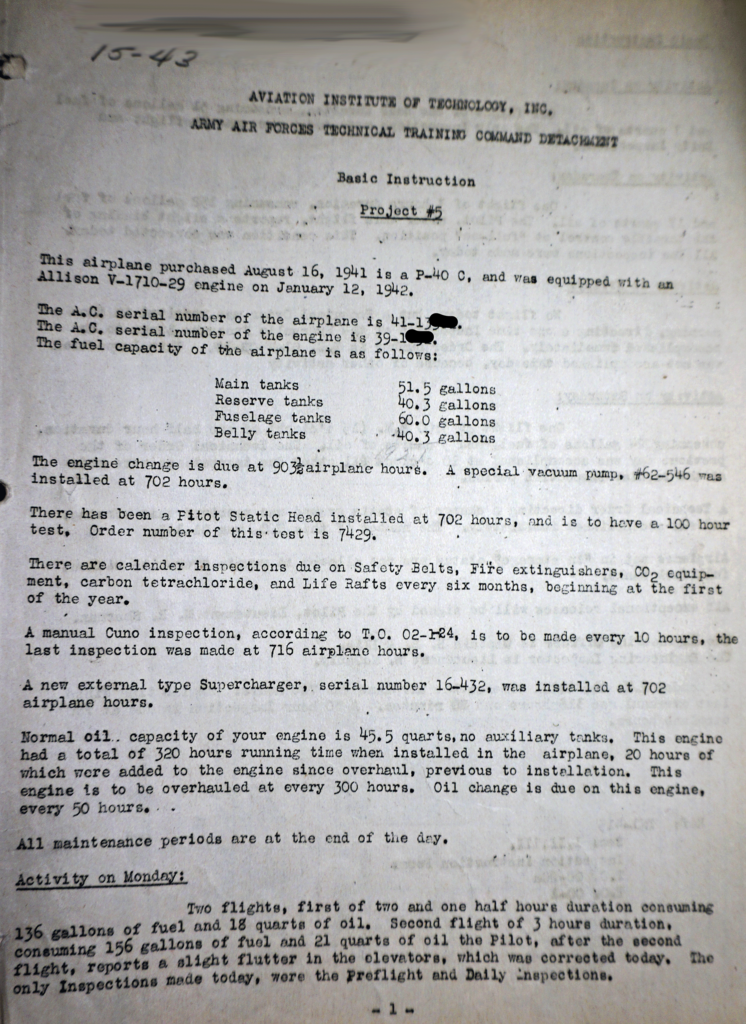 15-43
AVIATION INSTITUTE OF TECHNOLOGY, INC.
ARMY AIR FORCES TECHNICAL TRAINING COMMAND DETACHMENT
Basic Instruction
Project #5
This airplane purchased August 16, 1941 is a P-40 C, and was equipped with an
Allison V-1710-29 engine on January 12, 1942.
The A.C. serial number of the airplane is 41-13
The A.C. serial number of the engine is 39-1
The fuel capacity of the airplane is as follows:
Main tanks 51.5 gallons
Reserve tanks 40.3 gallons
Fuselage tanks 60.0 gallons
Belly tanks 40.3 gallons
The engine change is due at 903½ airplane hours. A special vacuum pump, #62-546 was
installed at 702 hours.
There has been a Pitot Static Head installed at 702 hours, and is to have a 100 hour
test. Order number of this test is 7429.
There are calender inspections due on Safety Belts, Fire extinguishers, CO2 equip-
ment, carbon tetrachloride, and Life Rafts every six months, beginning at the first
of the year.
A manual Cuno inspection, according to T.O. 02-1-24, is to be made every 10 hours, the
last inspection was made at 716 airplane hours.
A new external type Supercharger, serial number 16-432, was installed at 702
airplane hours.
Normal oil capacity of your engine is 45.5 quarts, no auxiliary tanks. This engine
had a total of 320 hours running time when installed in the airplane, 20 hours of
which were added to the engine since overhaul, previous to installation. This
engine is to be overhauled at every 300 hours. Oil change is due on this engine,
every 50 hours.
All maintenance periods are at the end of the day.
Activity on Monday:
Two flights, first of two and one half hours duration consuming
136 gallons of fuel and 18 quarts of oil. Second flight of 3 hours duration,
consuming 156 gallons of fuel and 21 quarts of oil the Pilot, after the second
flight, reports a slight flutter in the elevators, which was corrected today. The
only Inspections made today, were the Preflight and Daily Inspections.
- 1 -